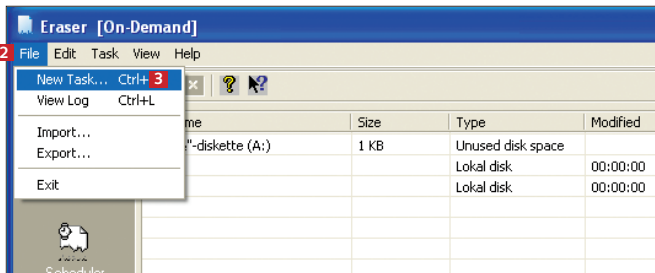 Eraser [On-Demand]
2 File Edit Task View Help
New Task... Ctrl+ 3
View Log Ctrl+L
Import...
Export...
Exit
me Size Type Modified
e"-diskette (A:) 1 KB Unused disk space
Lokal disk 00:00:00
Lokal disk 00:00:00
Scheduler